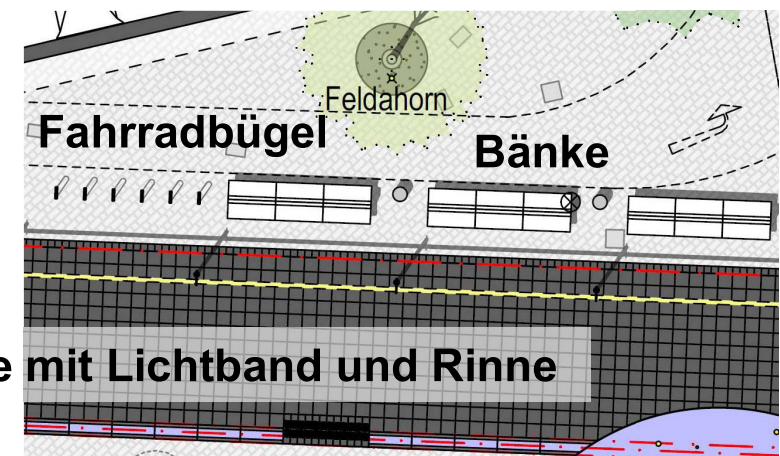 Feldahorn
Fahrradbügel
Bänke
e mit Lichtband und Rinne